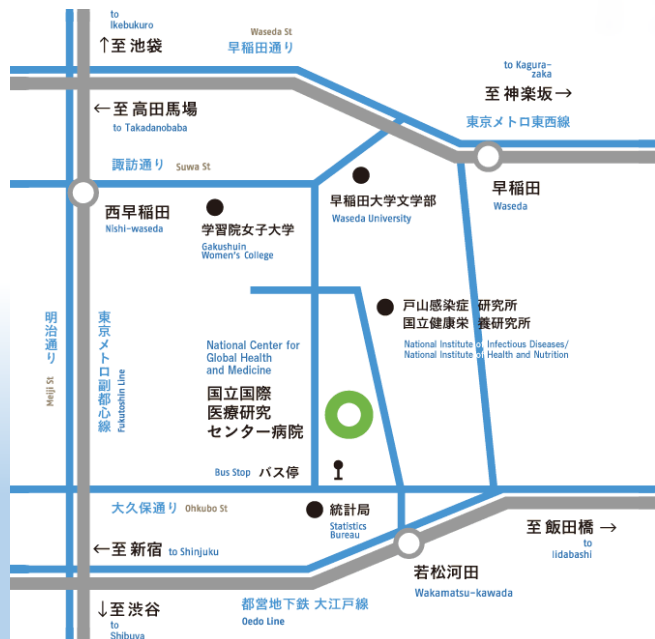 to
Ikebukuro
↑至 池袋
Waseda St
早稲田通り
to Kagura-
zaka
至 神楽坂→
←至 高田馬場
to Takadanobaba
東京メトロ東西線
諏訪通り Suwa St
西早稲田
Nishi-waseda
学習院女子大学
Gakushuin
Women's College
早稲田大学文学部
Waseda University
早稲田
Waseda
戸山感染症 研究所
国立健康栄 養研究所
National Institute of Infectious Diseases/
National Institute of Health and Nutrition
明治通り
Meiji St
東京メトロ副都心線
Fukutoshin Line
National Center for
Global Health
and Medicine
国立国際
医療研究
センター病院
Bus Stop バス停
大久保通り Ohkubo St
統計局
Statistics
Bureau
至 飯田橋 →
to
Iidabashi
←至 新宿 to Shinjuku
若松河田
Wakamatsu-kawada
↓至 渋谷
to
Shibuya
都営地下鉄 大江戸線
Oedo Line